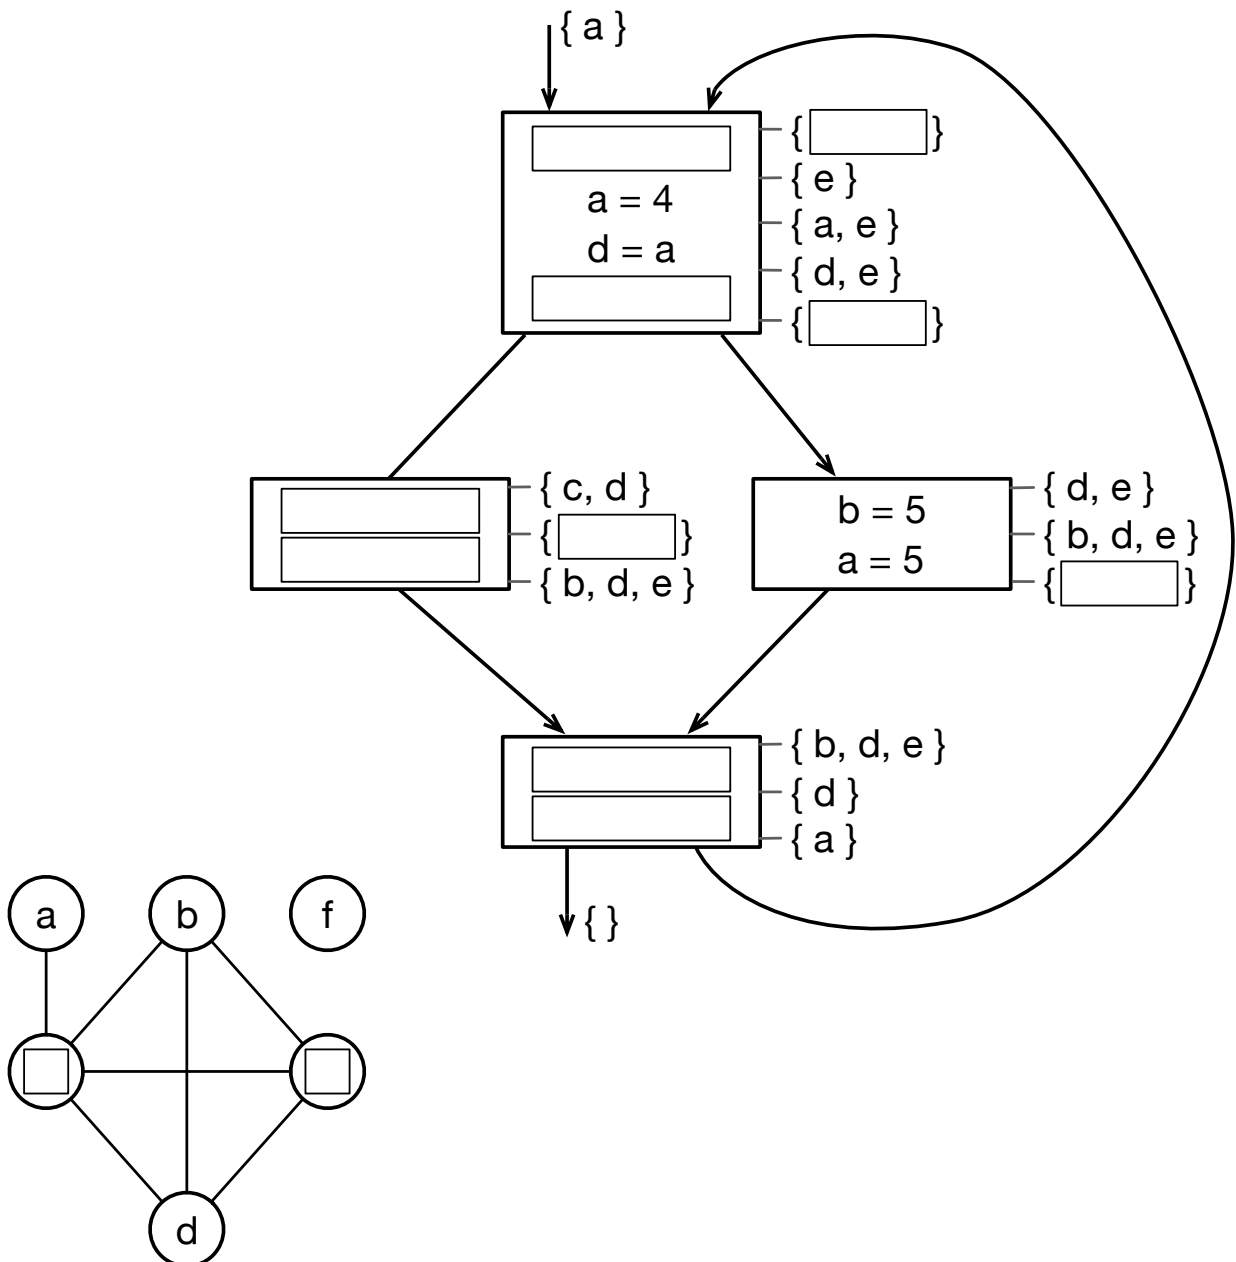 { a }
{ }
a = 4
d = a
{ e }
{ a, e }
{ d, e }
{ }
{ c, d }
{ }
{ b, d, e }
b = 5
a = 5
{ d, e }
{ b, d, e }
{ }
{ b, d, e }
{ d }
{ a }
{ }
a b f
d